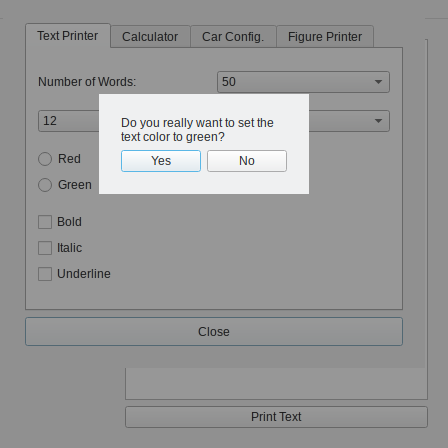 Text Printer
Calculator
Car Config.
Figure Printer
Number of Words:
50
12
Do you really want to set the
text color to green?
Yes
No
Red
Green
Bold
Italic
Underline
Close
Print Text